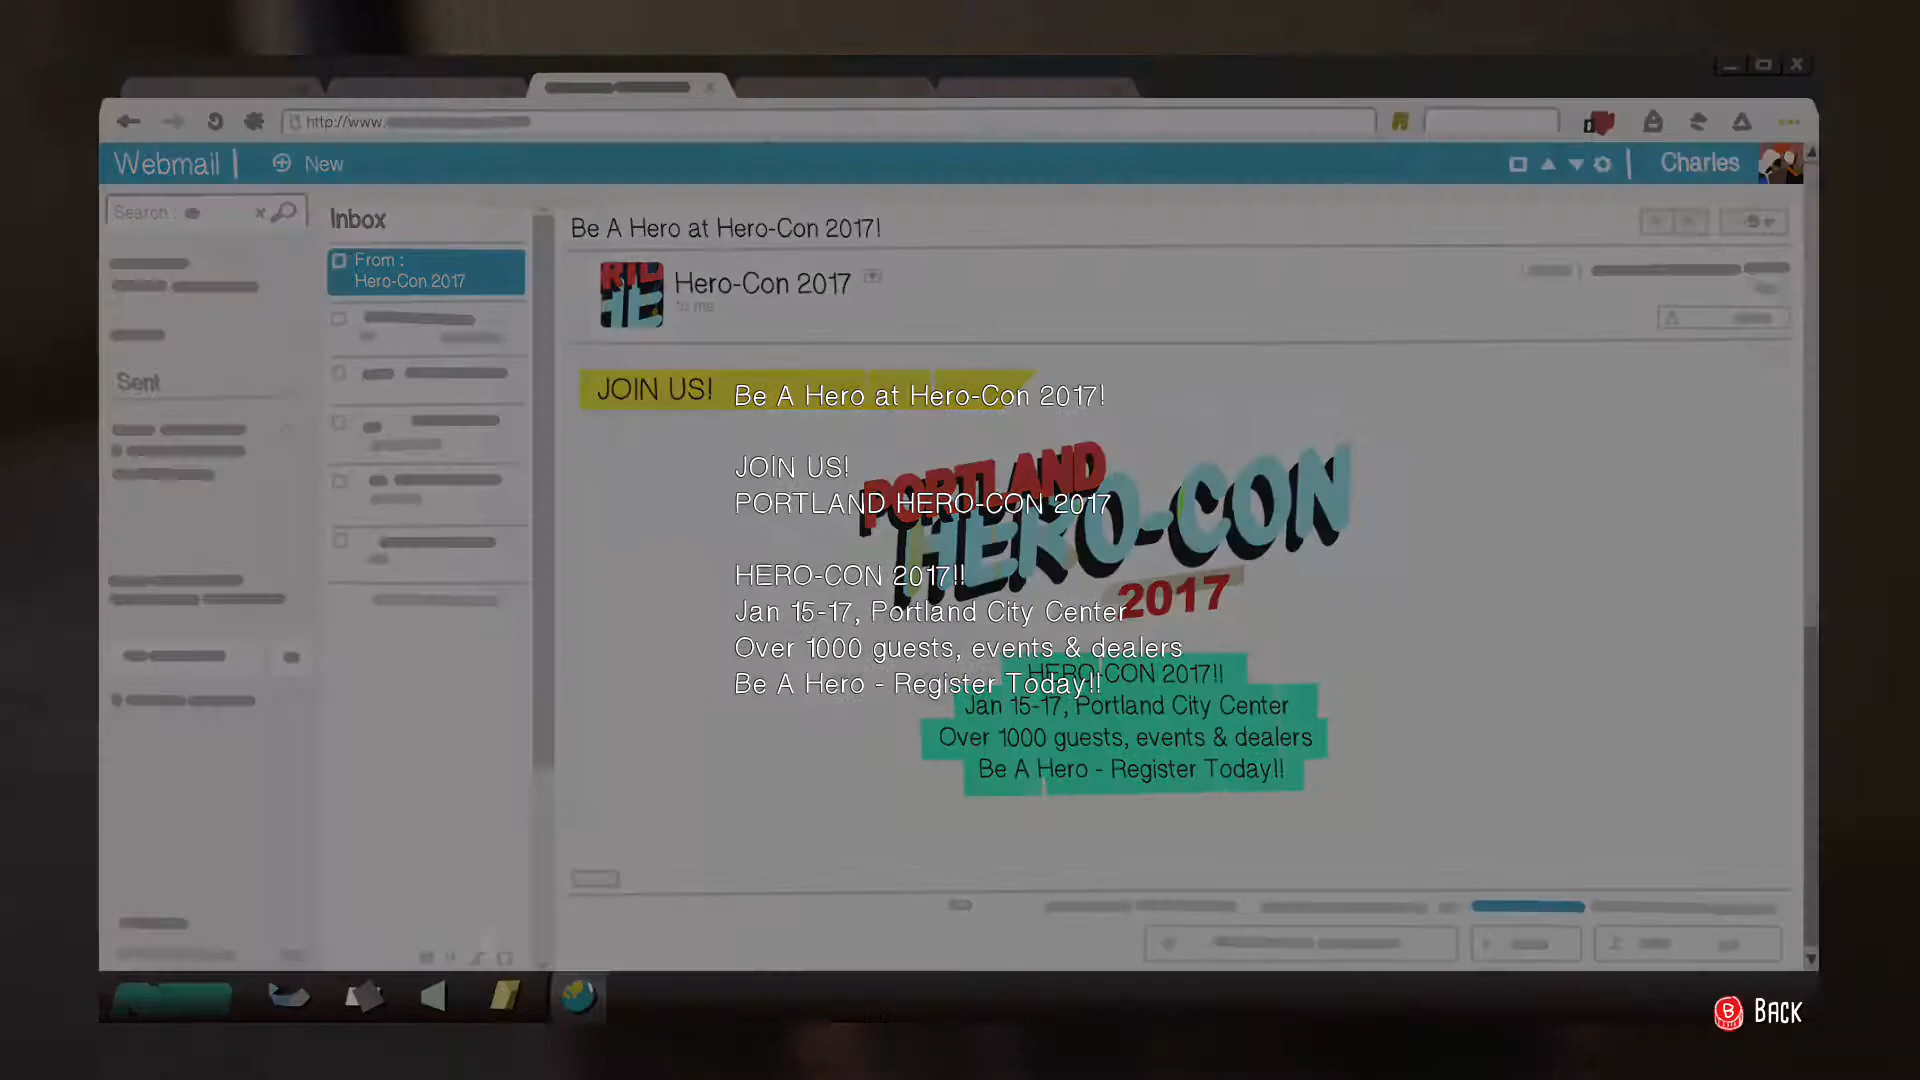 http://www.
Webmail
New
Charles
Search :
Inbox
Be A Hero at Hero-Con 2017!
From :
Hero-Con 2017
Hero-Con 2017
to me
Sent
JOIN US!
Be A Hero at Hero-Con 2017!
JOIN US!
PORTLAND HERO-CON 2017
HERO-CON 2017!!
Jan 15-17, Portland City Center
Over 1000 guests, events & dealers
Be A Hero - Register Today!!
PORTLAND
HERO-CON
2017
HERO-CON 2017!!
Jan 15-17, Portland City Center
Over 1000 guests, events & dealers
Be A Hero - Register Today!!
B BACK